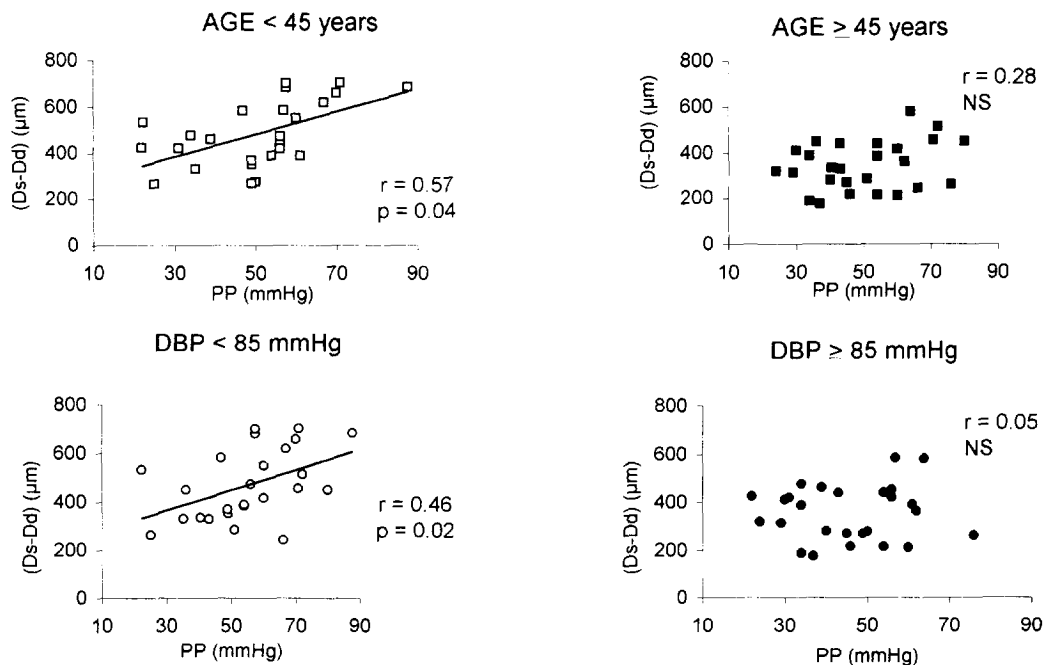 AGE < 45 years
800
600
400
200
0
(Ds-Dd) (µm)
r = 0.57
p = 0.04
10 30 50 70 90
PP (mmHg)
AGE ≥ 45 years
800
600
400
200
0
(Ds-Dd) (µm)
r = 0.28
NS
10 30 50 70 90
PP (mmHg)
DBP < 85 mmHg
800
600
400
200
0
(Ds-Dd) (µm)
r = 0.46
p = 0.02
10 30 50 70 90
PP (mmHg)
DBP ≥ 85 mmHg
800
600
400
200
0
(Ds-Dd) (µm)
r = 0.05
NS
10 30 50 70 90
PP (mmHg)